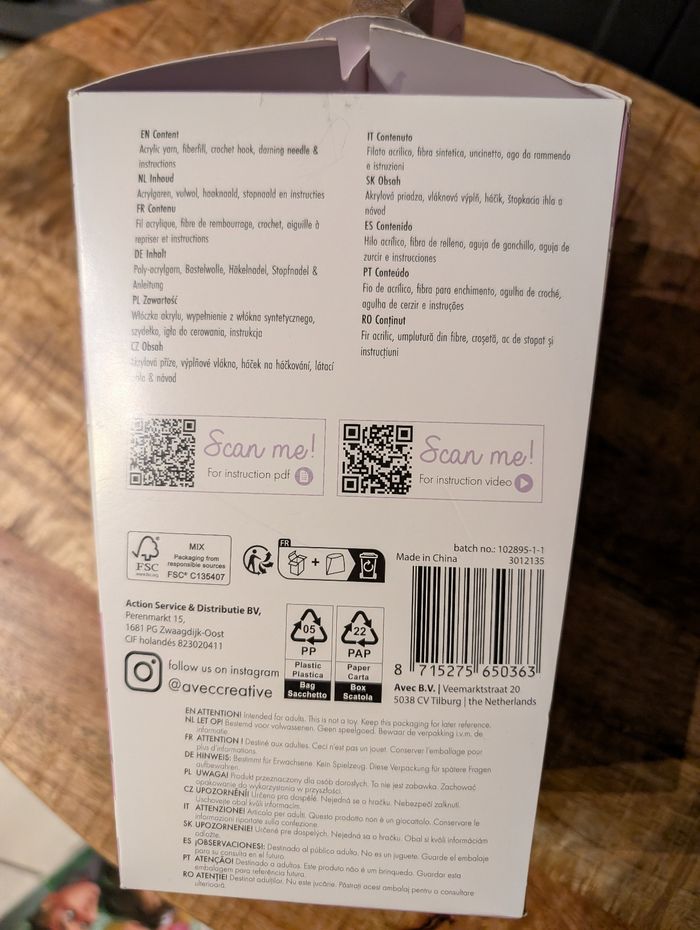 EN Content
Acrylic yarn, fiberfill, crochet hook, darning needle &
instructions
NL Inhoud
Acrylgaren, vulwol, haaknaald, stopnaald en instructies
FR Contenu
Fil acylique, fibre de rembourrage, crochet, aiguille à
repriser et instructions
DE Inhalt
Poly-acrylgarn, Bastelwolle, Häkelnadel, Stopfnadel &
Anleitung
PL Zawartość
Włóczka akrylu, wypełnienie z włókna syntetycznego,
szydełko, igła do cerowania, instrukcja
CZ Obsah
Akrylová příze, výplňové vlákna, háček na háčkování, látací
& návod
IT Contenuto
Filato acrilico, fibra sintetica, uncinetto, ago da rammendo
e istruzioni
SK Obsah
Akrylová priadza, vláknavá výplň, háčik, štopkacia ihla a
návod
ES Contenido
Hilo acrílico, fibra de relleno, aguja de ganchillo, aguja de
zurcir e instrucciones
PT Conteúdo
Fio de acrílico, fibra para enchimento, agulha de croché,
agulha de cerzir e instruções
RO Conținut
Fir acrilic, umplutură din fibre, croșetă, ac de stopat și
instrucțiuni
Scan me!
For instruction pdf
Scan me!
For instruction video
FSC
www.fsc.org
MIX
Packaging from
responsible sources
FSC® C135407
FR
+
batch no.: 102895-1-1
Made in China 3012135
Action Service & Distributie BV,
Perenmarkt 15,
1681 PG Zwaagdijk-Oost
CIF holandés 823020411
follow us on instagram
@aveccreative
05
PP
Plastic
Plastica
Bag
Sacchetto
22
PAP
Paper
Carta
Box
Scatola
8 715275 650363
Avec B.V. | Veemarktstraat 20
5038 CV Tilburg | the Netherlands
EN ATTENTION! Intended for adults. This is not a toy. Keep this packaging for later reference.
NL LET OP! Bestemd voor volwassenen. Geen speelgoed. Bewaar de verpakking i.v.m. de
informatie.
FR ATTENTION ! Destiné aux adultes. Ceci n'est pas un jouet. Conserver l'emballage pour
plus d'informations.
DE HINWEIS: Bestimmt für Erwachsene. Kein Spielzeug. Diese Verpackung für spätere Fragen
aufbewahren.
PL UWAGA! Produkt przeznaczony dla osób dorosłych. To nie jest zabawka. Zachować
opakowanie do wykorzystania w przyszłości.
CZ UPOZORNĚNÍ! Určeno pro dospělé. Nejedná se o hračku. Nebezpečí zalknutí.
Uschovejte obal kvůli informacím.
IT ATTENZIONE! Articolo per adulti. Questo prodotto non è un giocattolo. Conservare le
informazioni riportate sulla confezione.
SK UPOZORNENIE! Určené pre dospelých. Nejedná sa o hračku. Obal si kvôli informáciám
odložte.
ES ¡OBSERVACIONES!: Destinado al público adulto. No es un juguete. Guarde el embalaje
para su consulta en el futuro.
PT ATENÇÃO! Destinado a adultos. Este produto não é um brinquedo. Guardar esta
embalagem para referência futura.
RO ATENȚIE! Destinat adulților. Nu este jucărie. Păstrați acest ambalaj pentru a consultare
ulterioară.